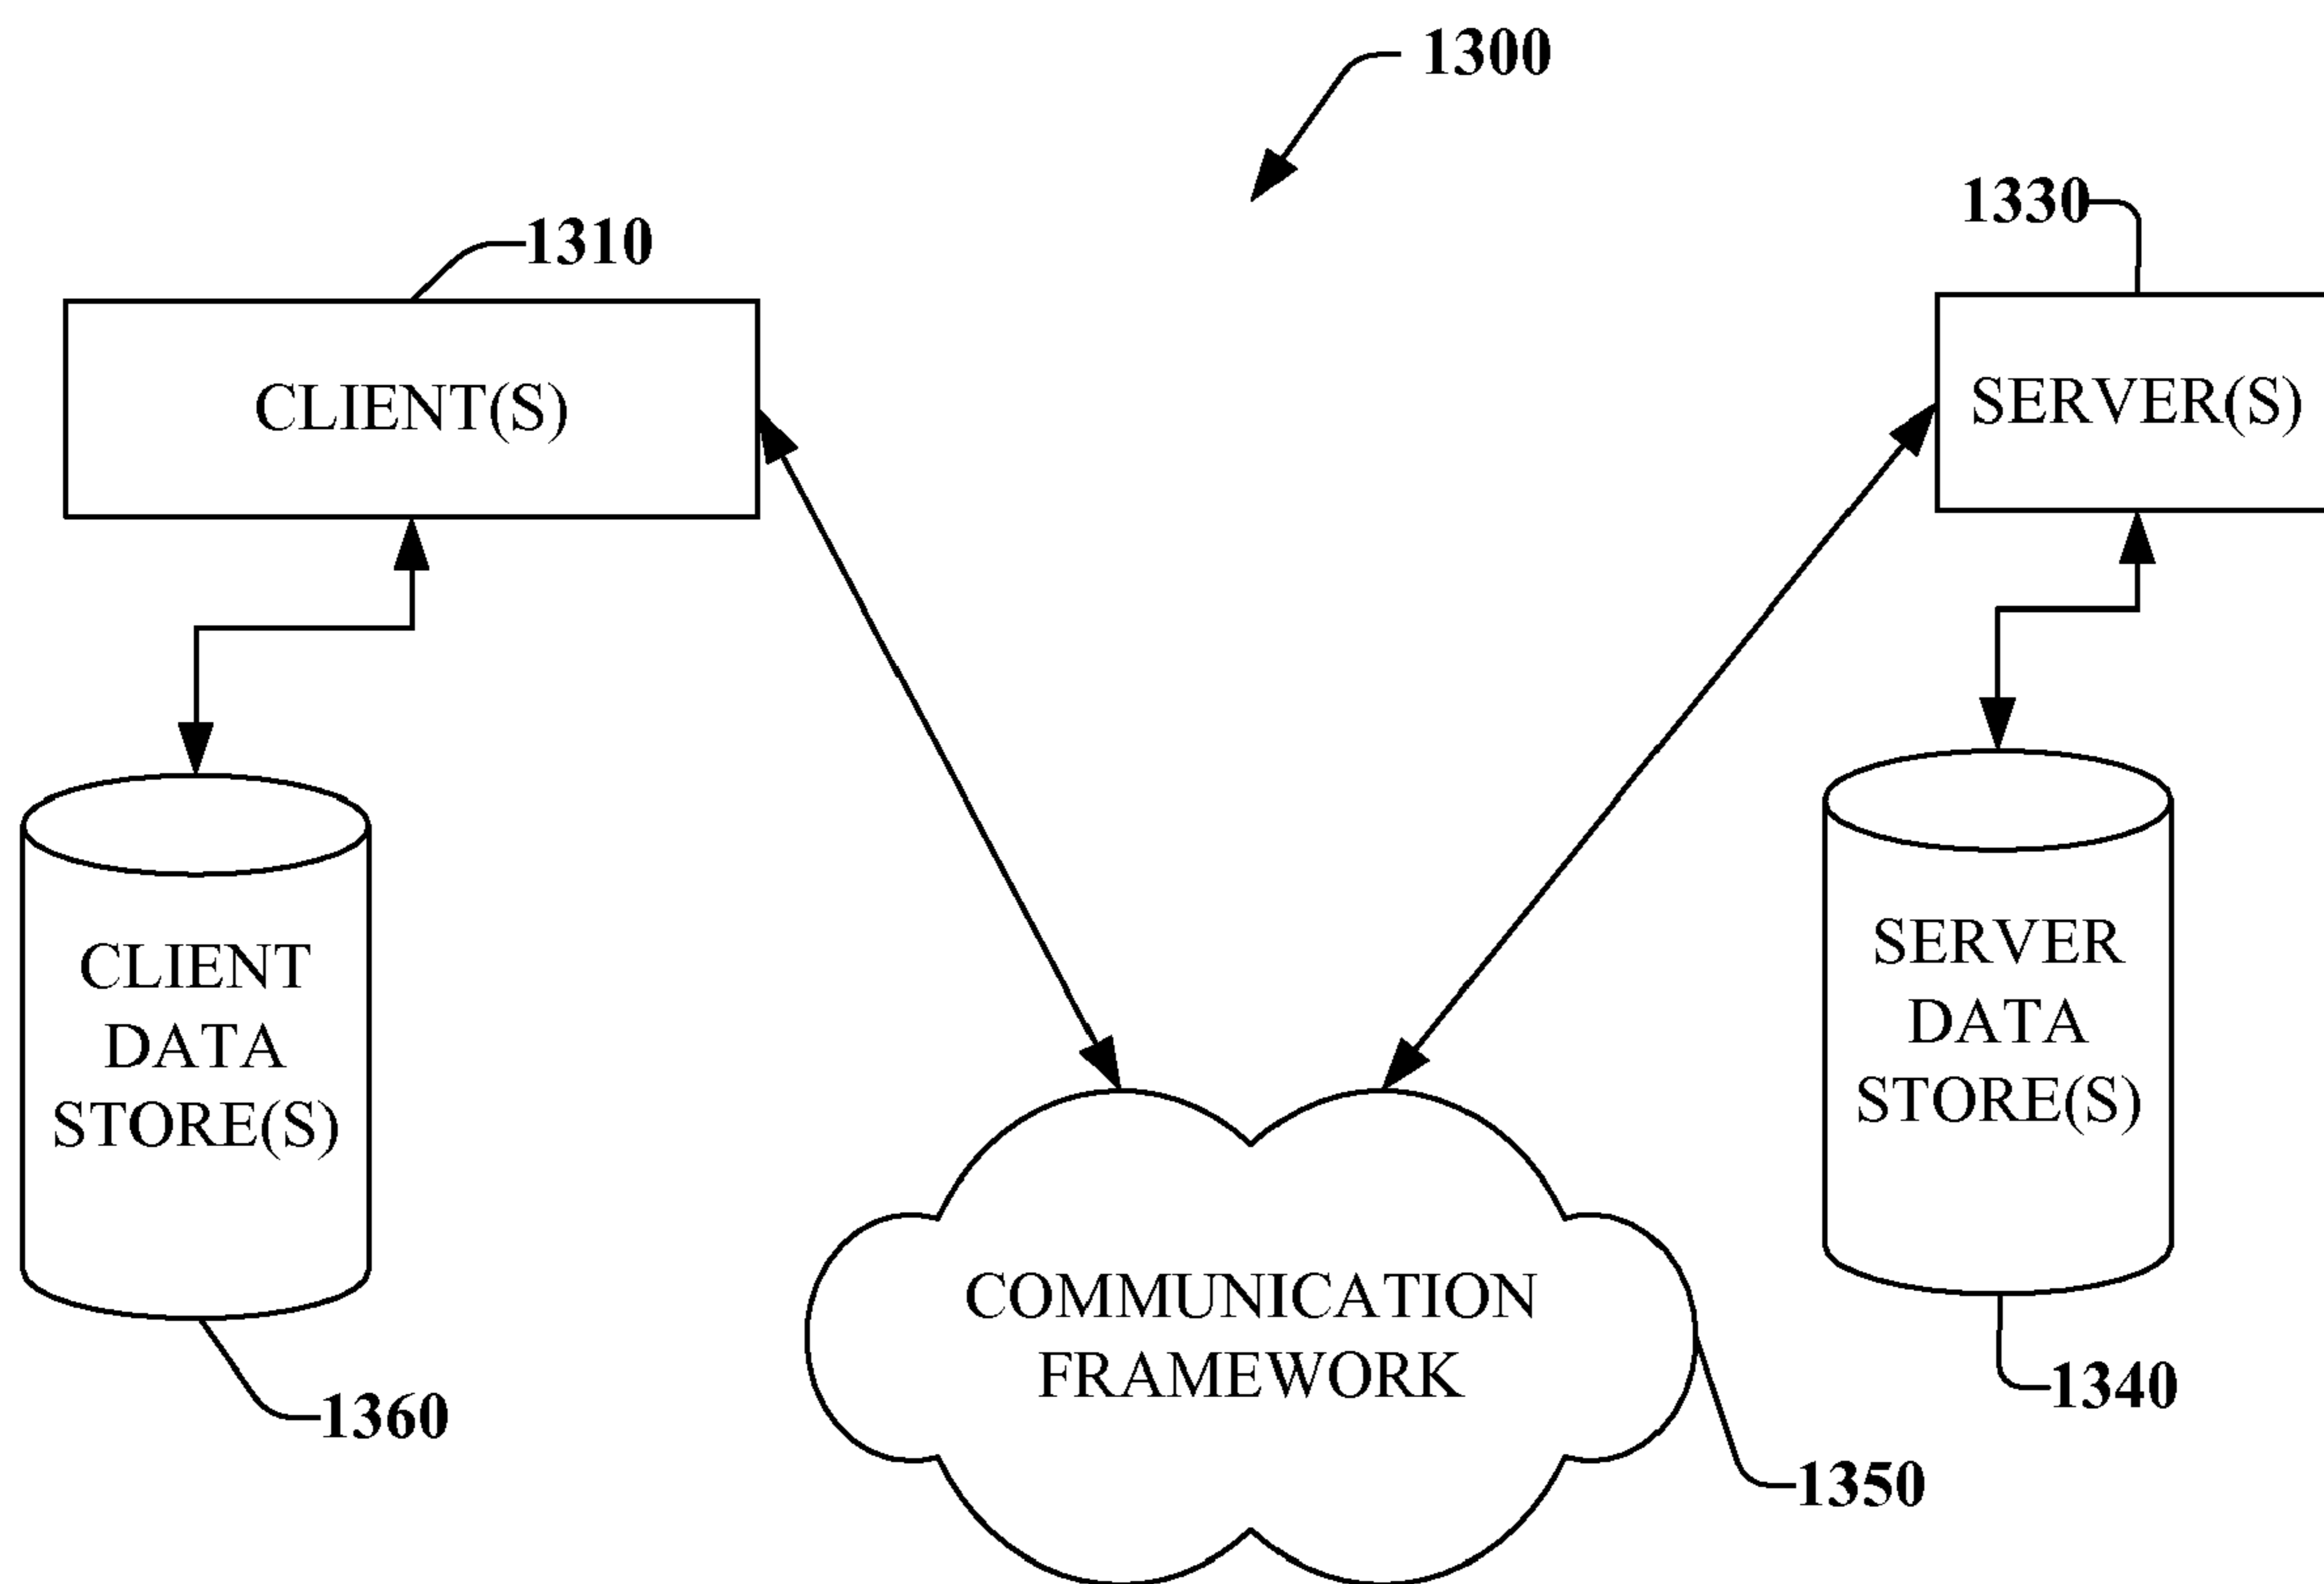 1300
1330
1310
CLIENT(S)
SERVER(S)
CLIENT
DATA
STORE(S)
SERVER
DATA
STORE(S)
COMMUNICATION
FRAMEWORK
1360
1340
1350